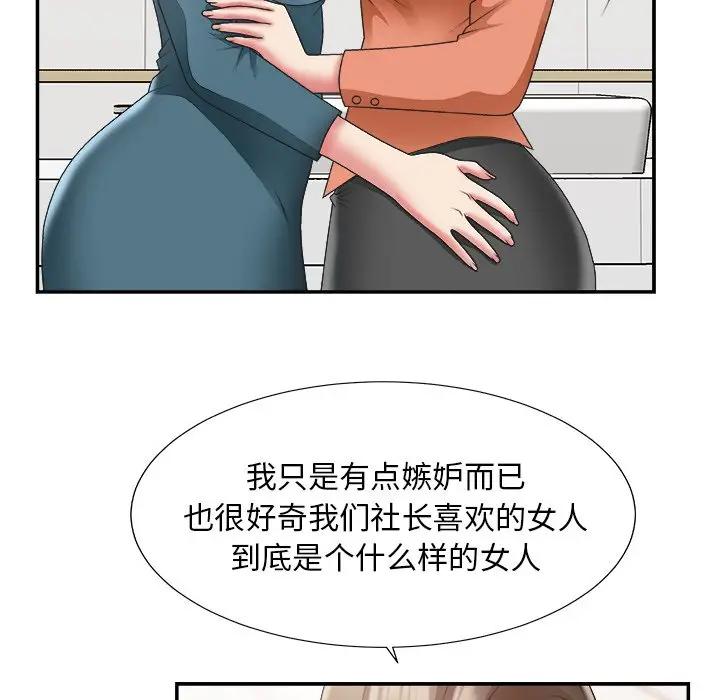 我只是有点嫉妒而已
也很好奇我们社长喜欢的女人
到底是个什么样的女人